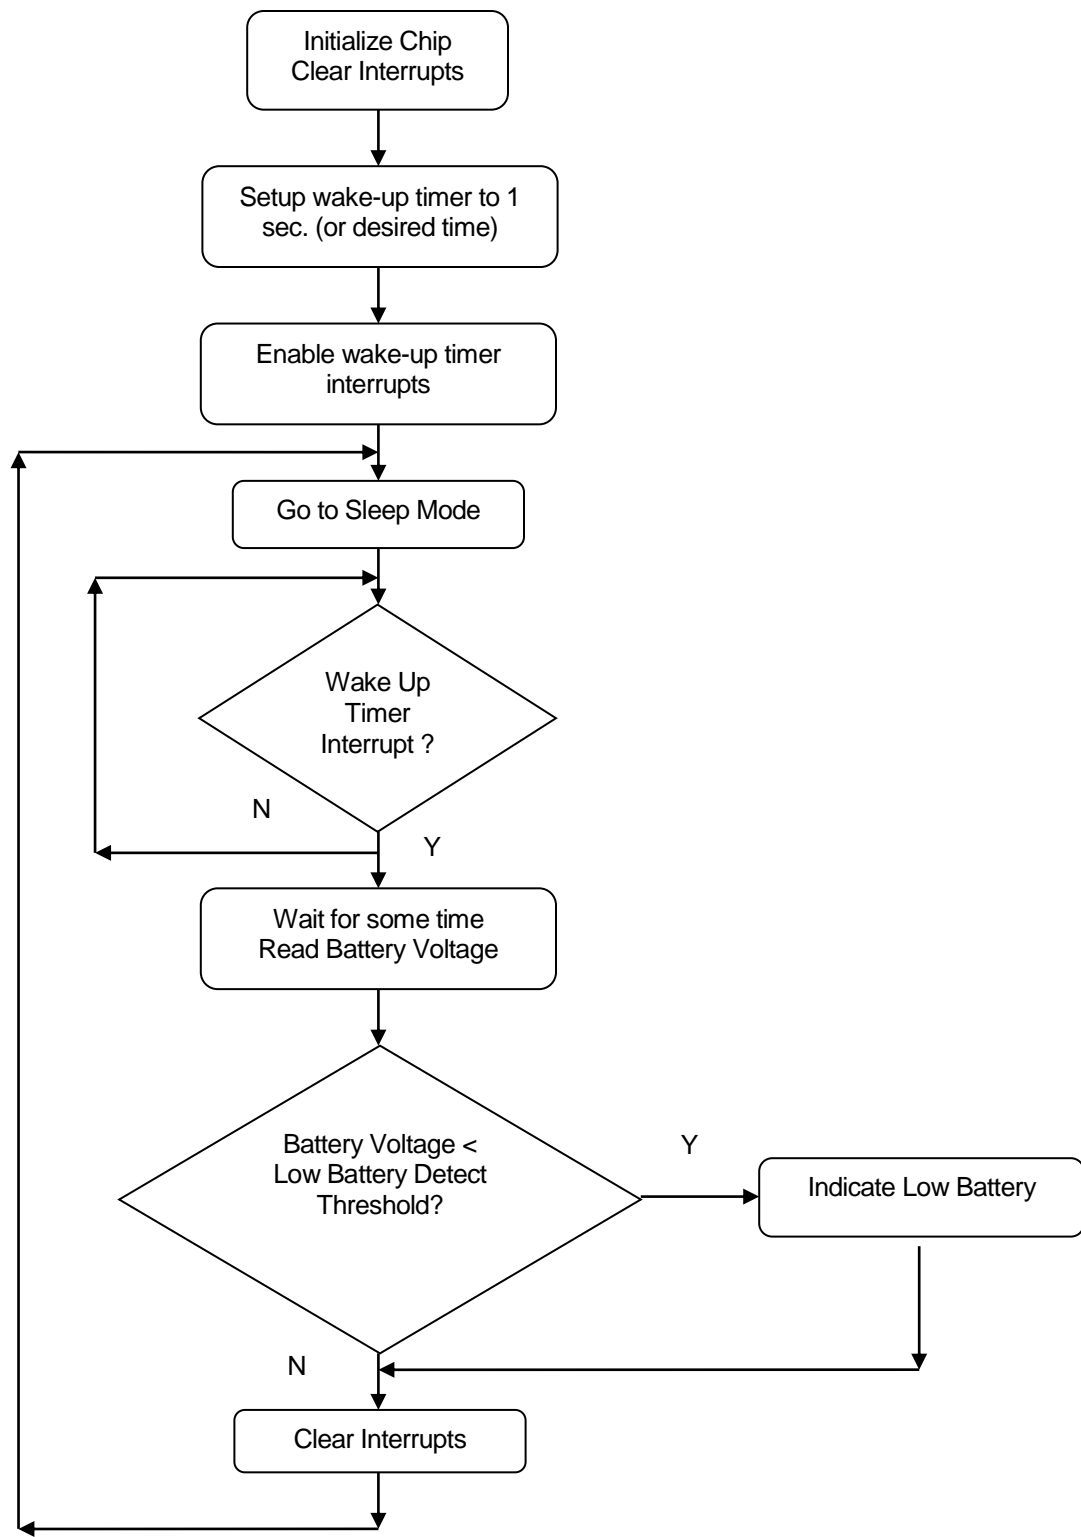 Initialize Chip
Clear Interrupts
Setup wake-up timer to 1
sec. (or desired time)
Enable wake-up timer
interrupts
Go to Sleep Mode
Wake Up
Timer
Interrupt ?
N
Y
Wait for some time
Read Battery Voltage
Battery Voltage <
Low Battery Detect
Threshold?
Y
Indicate Low Battery
N
Clear Interrupts